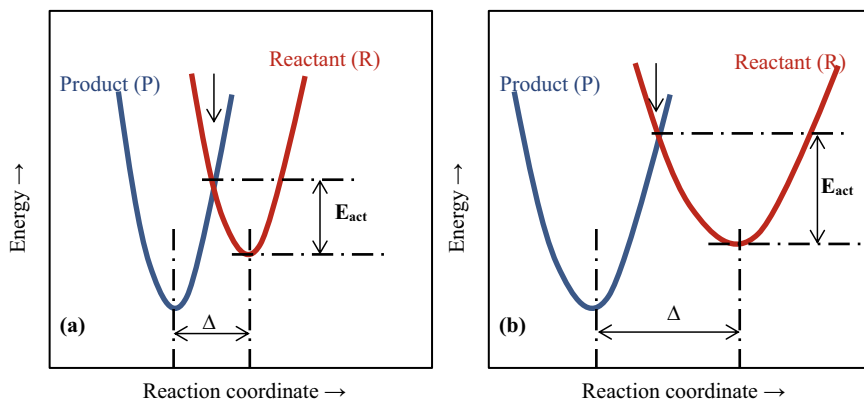 Reactant (R)
Product (P)
E_act
Δ
(a)
Energy →
Reaction coordinate →
Reactant (R)
Product (P)
E_act
Δ
(b)
Energy →
Reaction coordinate →